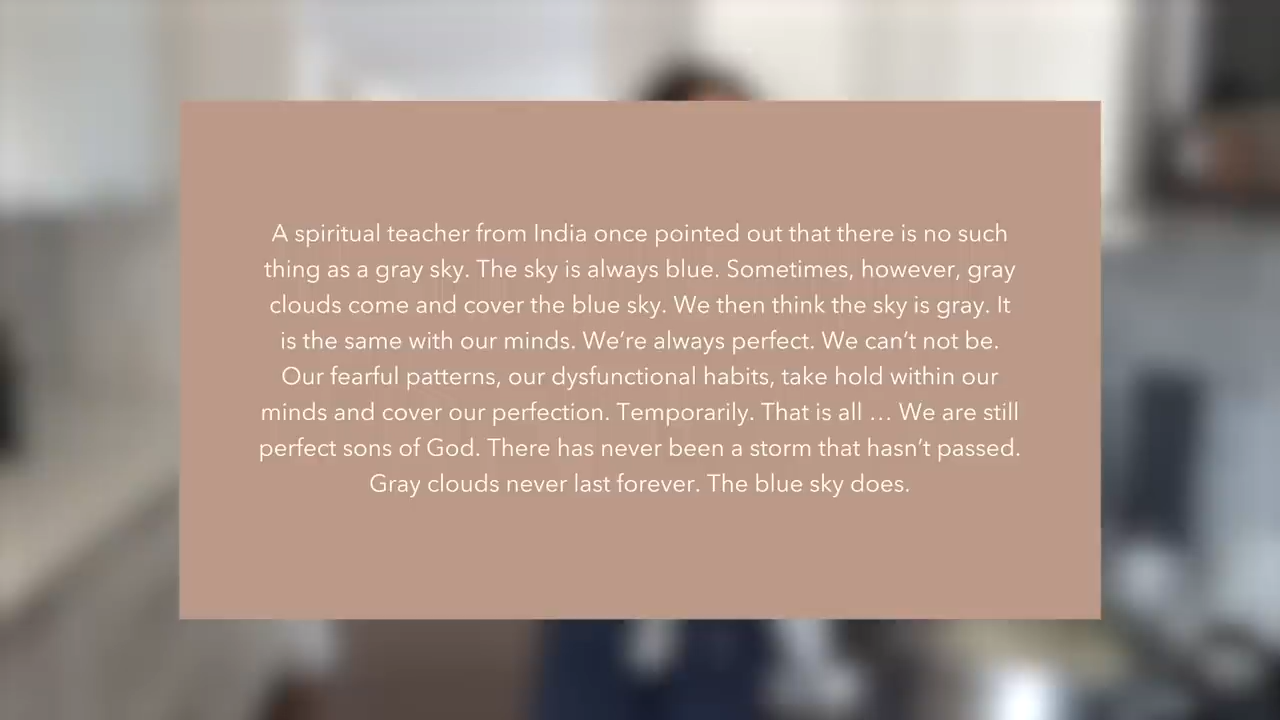 A spiritual teacher from India once pointed out that there is no such
thing as a gray sky. The sky is always blue. Sometimes, however, gray
clouds come and cover the blue sky. We then think the sky is gray. It
is the same with our minds. We’re always perfect. We can’t not be.
Our fearful patterns, our dysfunctional habits, take hold within our
minds and cover our perfection. Temporarily. That is all … We are still
perfect sons of God. There has never been a storm that hasn’t passed.
Gray clouds never last forever. The blue sky does.